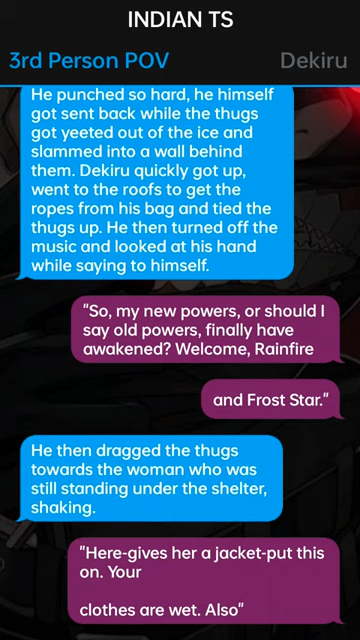 INDIAN TS
3rd Person POV Dekiru
He punched so hard, he himself
got sent back while the thugs
got yeeted out of the ice and
slammed into a wall behind
them. Dekiru quickly got up,
went to the roofs to get the
ropes from his bag and tied the
thugs up. He then turned off the
music and looked at his hand
while saying to himself.
"So, my new powers, or should I
say old powers, finally have
awakened? Welcome, Rainfire
and Frost Star."
He then dragged the thugs
towards the woman who was
still standing under the shelter,
shaking.
"Here-gives her a jacket-put this
on. Your
clothes are wet. Also"